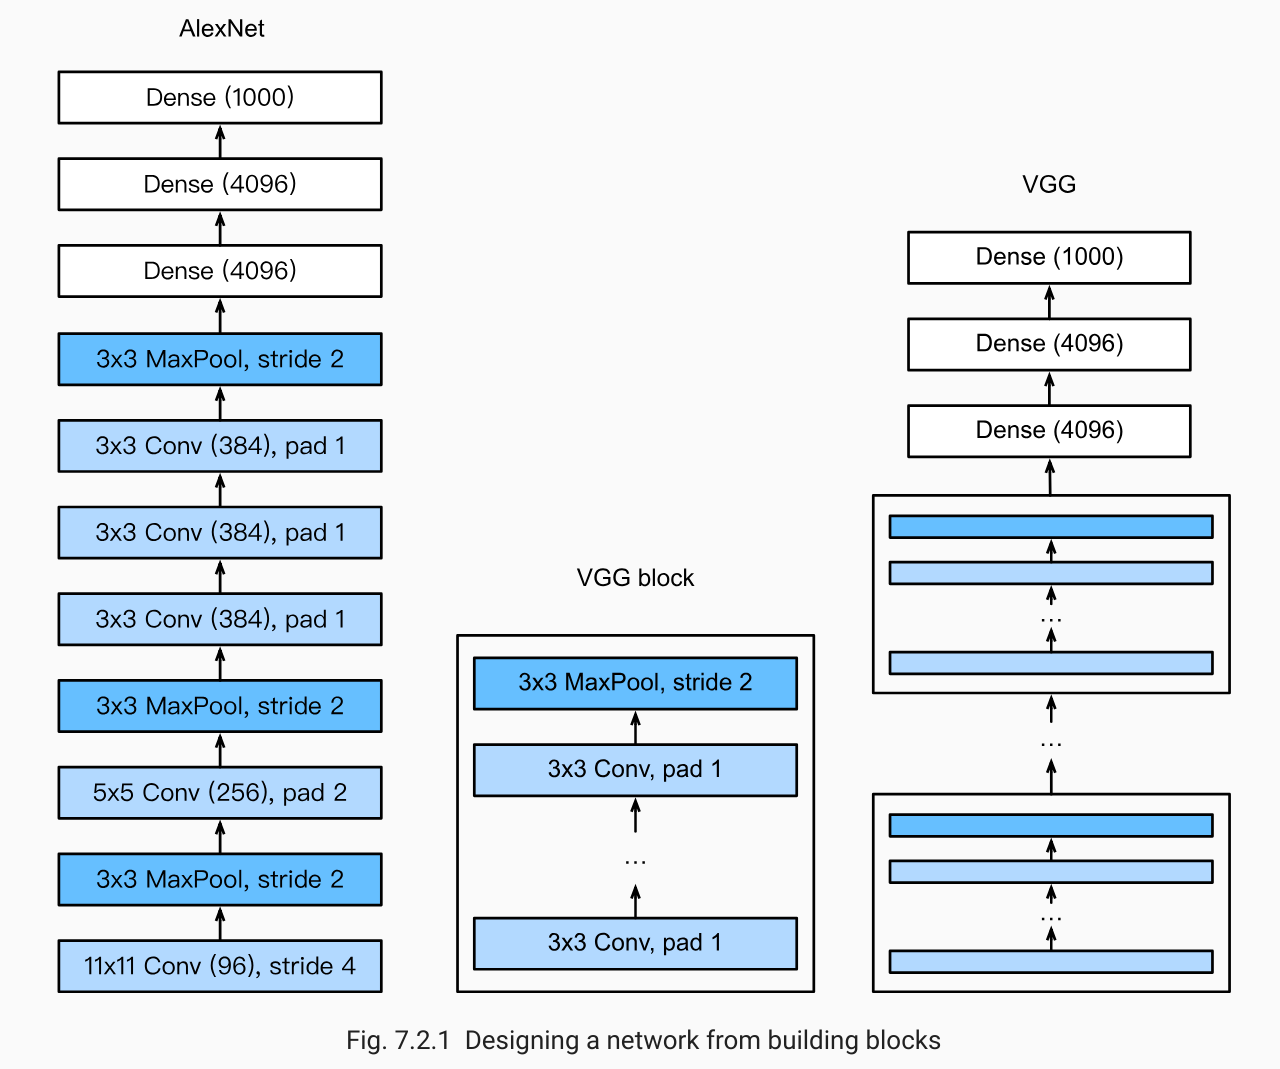 AlexNet
Dense (1000)
Dense (4096)
Dense (4096)
3x3 MaxPool, stride 2
3x3 Conv (384), pad 1
3x3 Conv (384), pad 1
3x3 Conv (384), pad 1
3x3 MaxPool, stride 2
5x5 Conv (256), pad 2
3x3 MaxPool, stride 2
11x11 Conv (96), stride 4
VGG block
3x3 MaxPool, stride 2
3x3 Conv, pad 1
...
3x3 Conv, pad 1
VGG
Dense (1000)
Dense (4096)
Dense (4096)
...
...
...
Fig. 7.2.1 Designing a network from building blocks